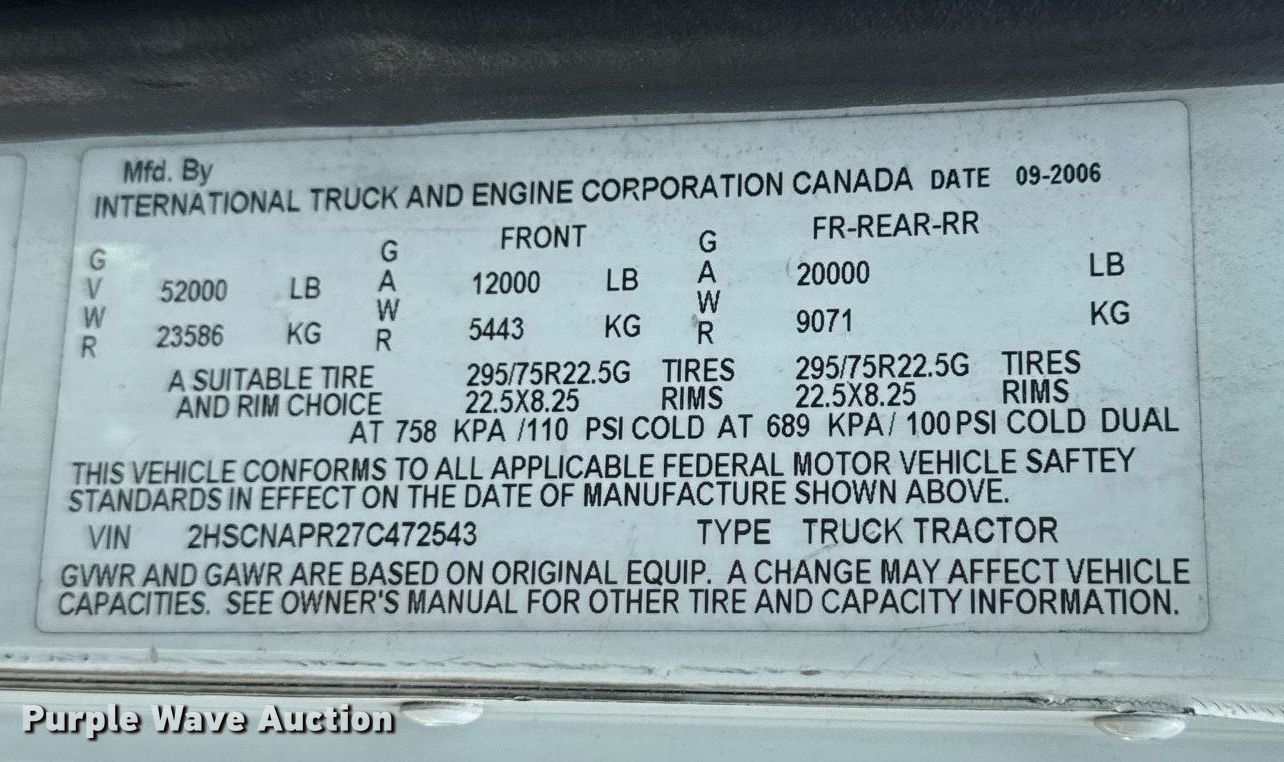 Mfd. By
INTERNATIONAL TRUCK AND ENGINE CORPORATION CANADA DATE 09-2006
GVWR GAWR FRONT GAWR FR-REAR-RR
52000 LB 12000 LB 20000 LB
23586 KG 5443 KG 9071 KG
A SUITABLE TIRE 295/75R22.5G TIRES 295/75R22.5G TIRES
AND RIM CHOICE 22.5X8.25 RIMS 22.5X8.25 RIMS
AT 758 KPA /110 PSI COLD AT 689 KPA/ 100 PSI COLD DUAL
THIS VEHICLE CONFORMS TO ALL APPLICABLE FEDERAL MOTOR VEHICLE SAFTEY
STANDARDS IN EFFECT ON THE DATE OF MANUFACTURE SHOWN ABOVE.
VIN 2HSCNAPR27C472543 TYPE TRUCK TRACTOR
GVWR AND GAWR ARE BASED ON ORIGINAL EQUIP. A CHANGE MAY AFFECT VEHICLE
CAPACITIES. SEE OWNER'S MANUAL FOR OTHER TIRE AND CAPACITY INFORMATION.
Purple Wave Auction